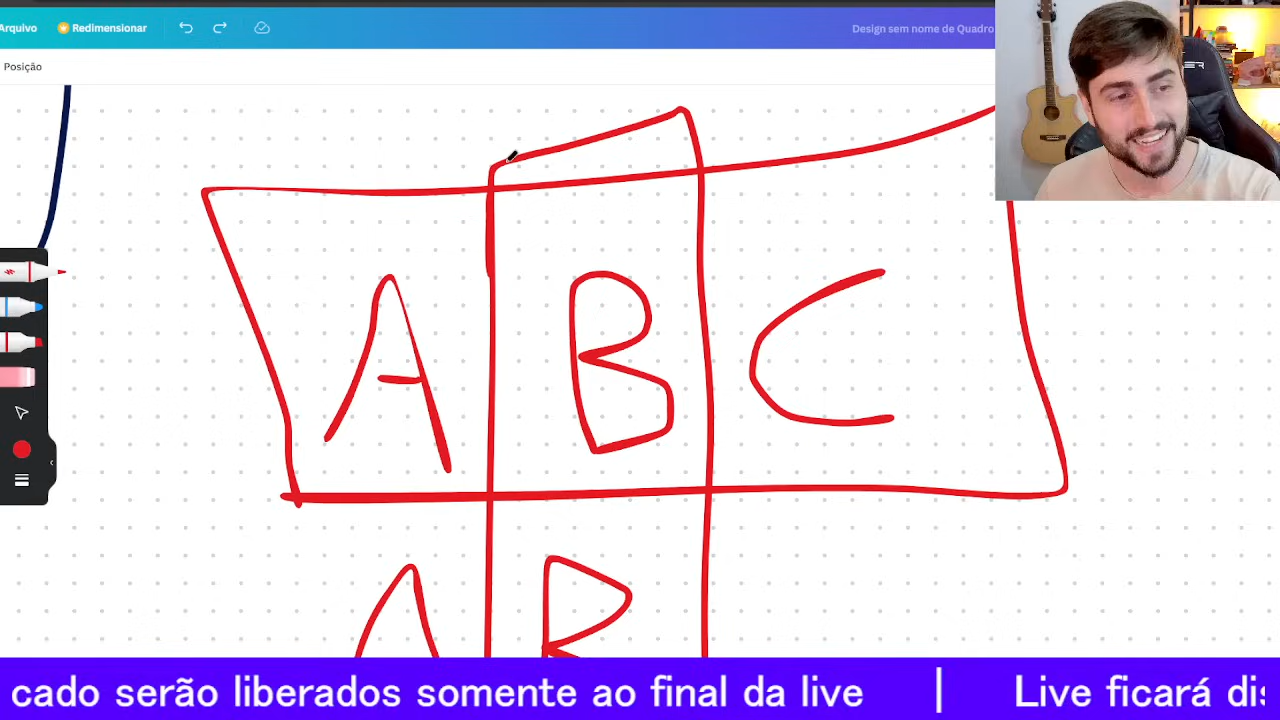 Arquivo
Redimensionar
Design sem nome de Quadro
Posição
A B C
A B
cado serão liberados somente ao final da live | Live ficará dis